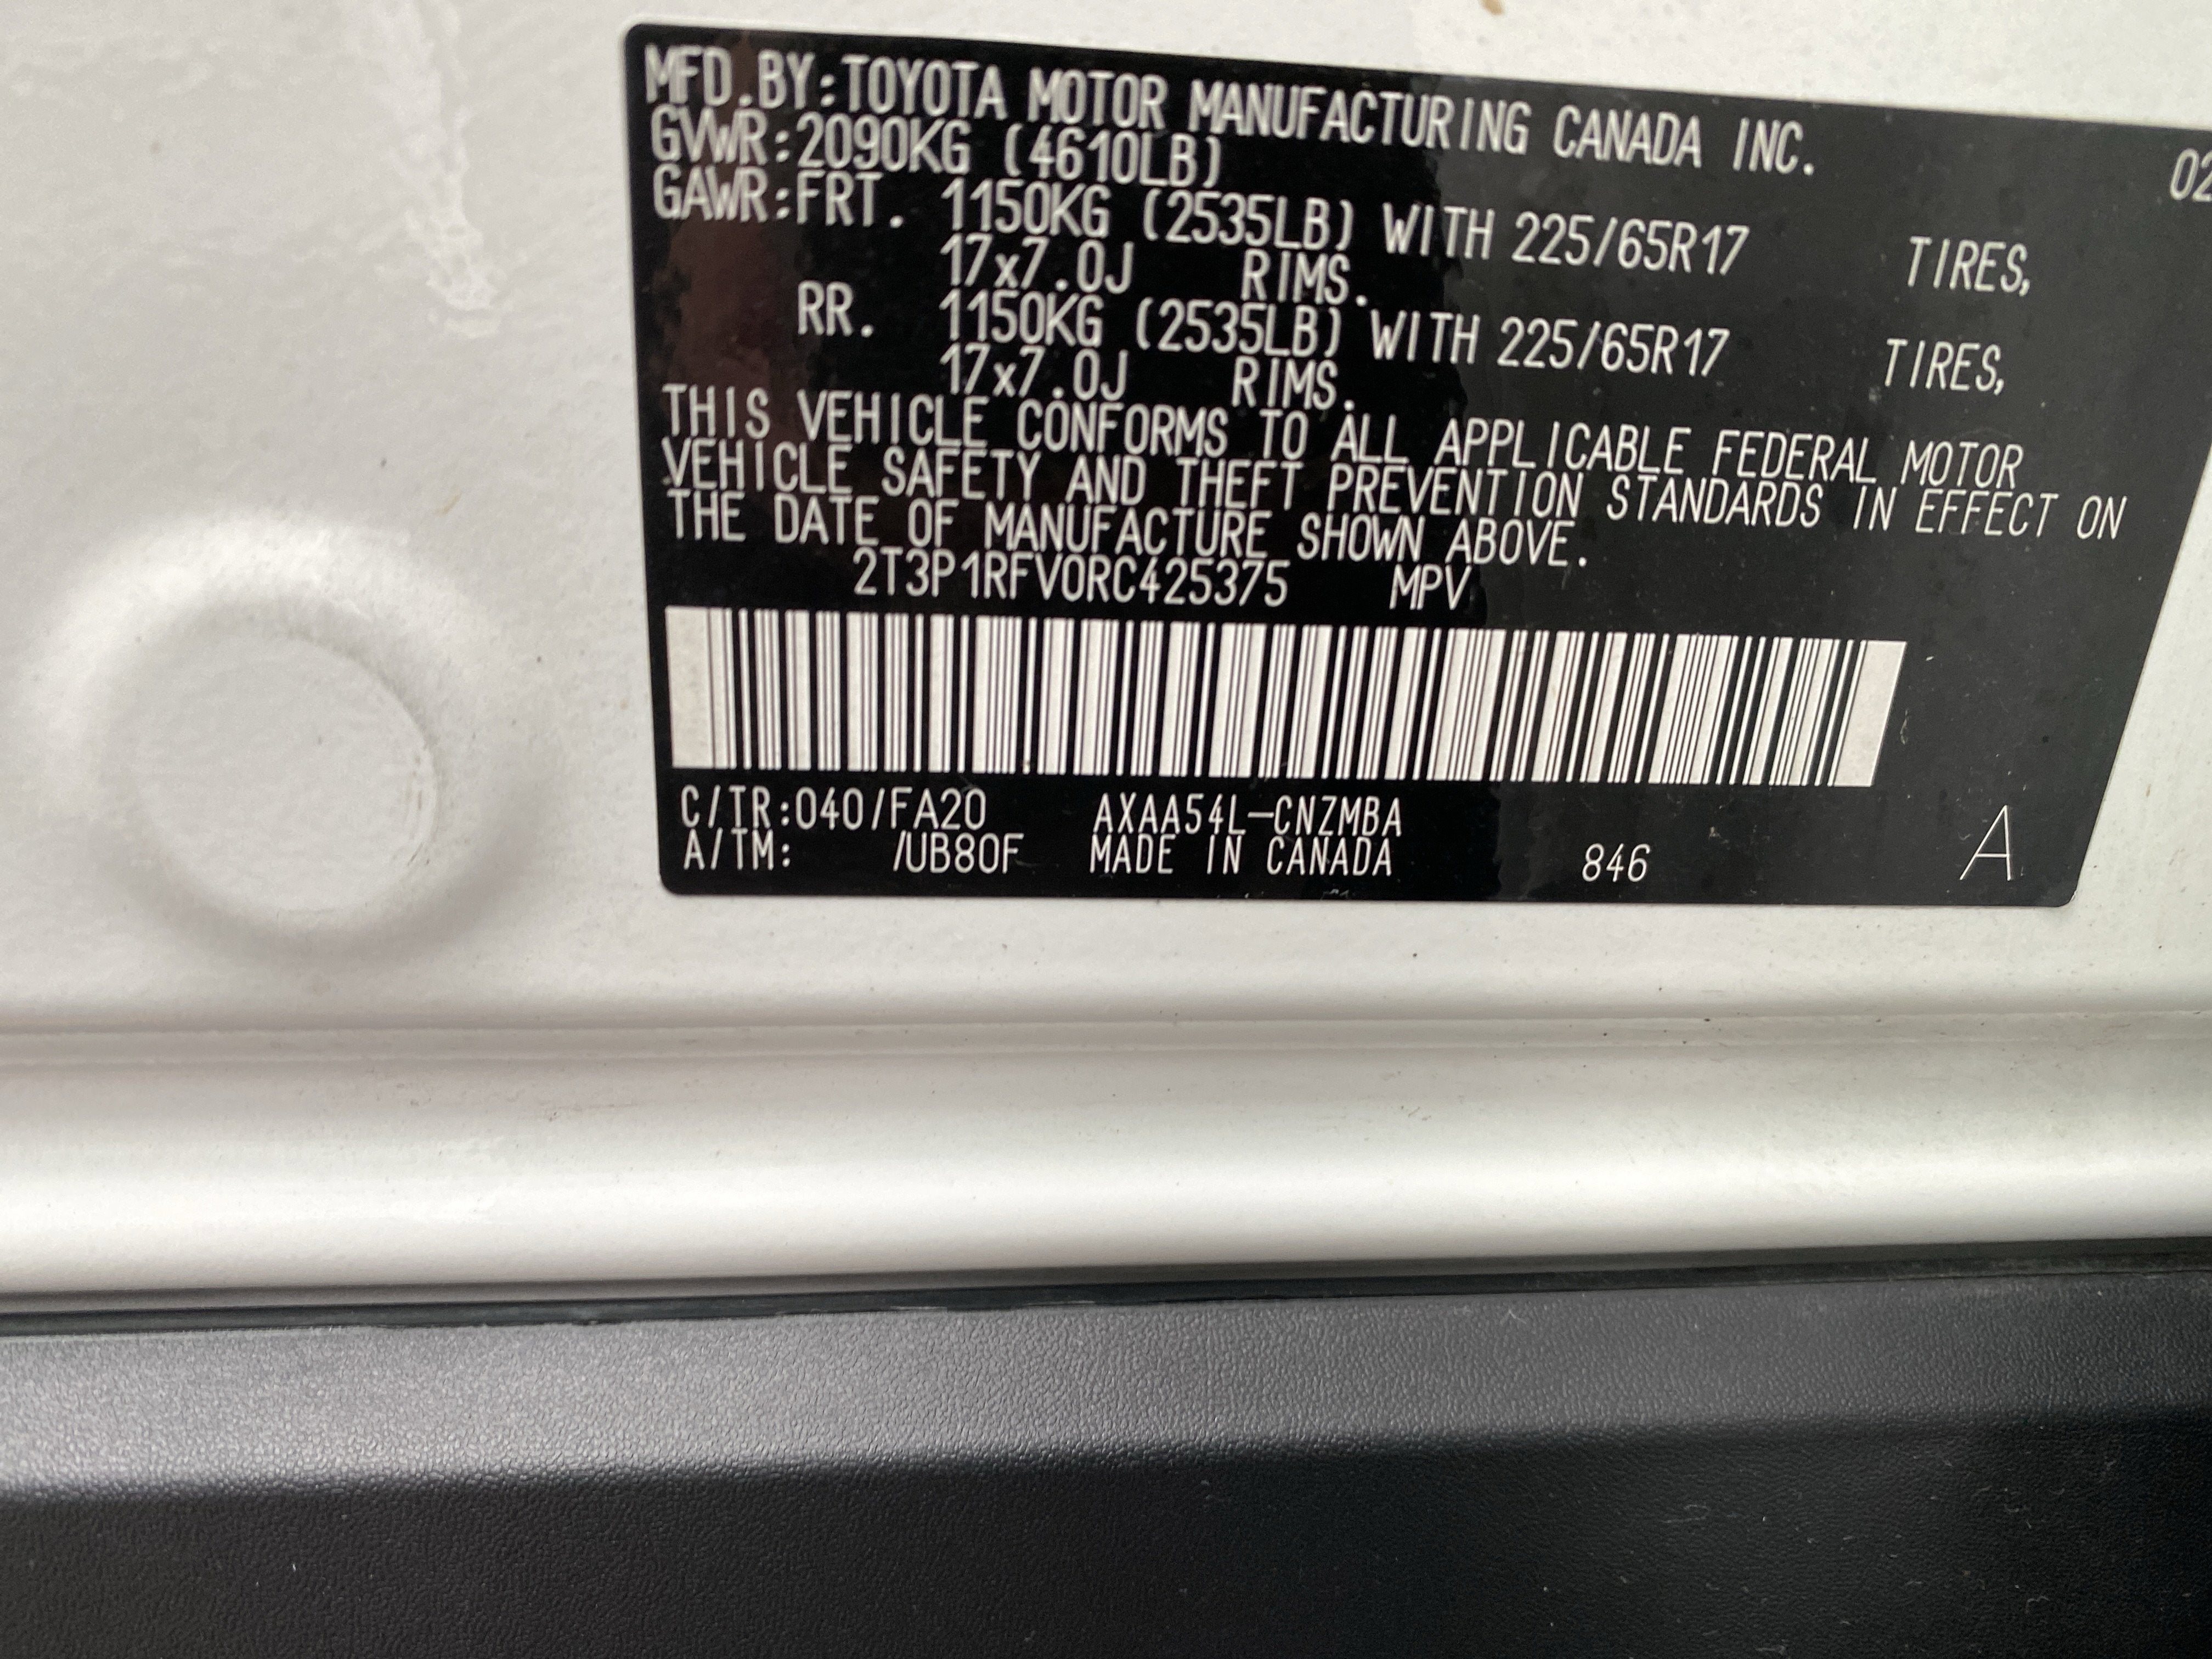 MFD.BY:TOYOTA MOTOR MANUFACTURING CANADA INC. 02
GVWR:2090KG (4610LB)
GAWR:FRT. 1150KG (2535LB) WITH 225/65R17 TIRES,
17x7.0J RIMS.
RR. 1150KG (2535LB) WITH 225/65R17 TIRES,
17x7.0J RIMS.
THIS VEHICLE CONFORMS TO ALL APPLICABLE FEDERAL MOTOR
VEHICLE SAFETY AND THEFT PREVENTION STANDARDS IN EFFECT ON
THE DATE OF MANUFACTURE SHOWN ABOVE.
2T3P1RFV0RC425375 MPV
C/TR:040/FA20 AXAA54L-CNZMBA
A/TM: /UB80F MADE IN CANADA 846 A